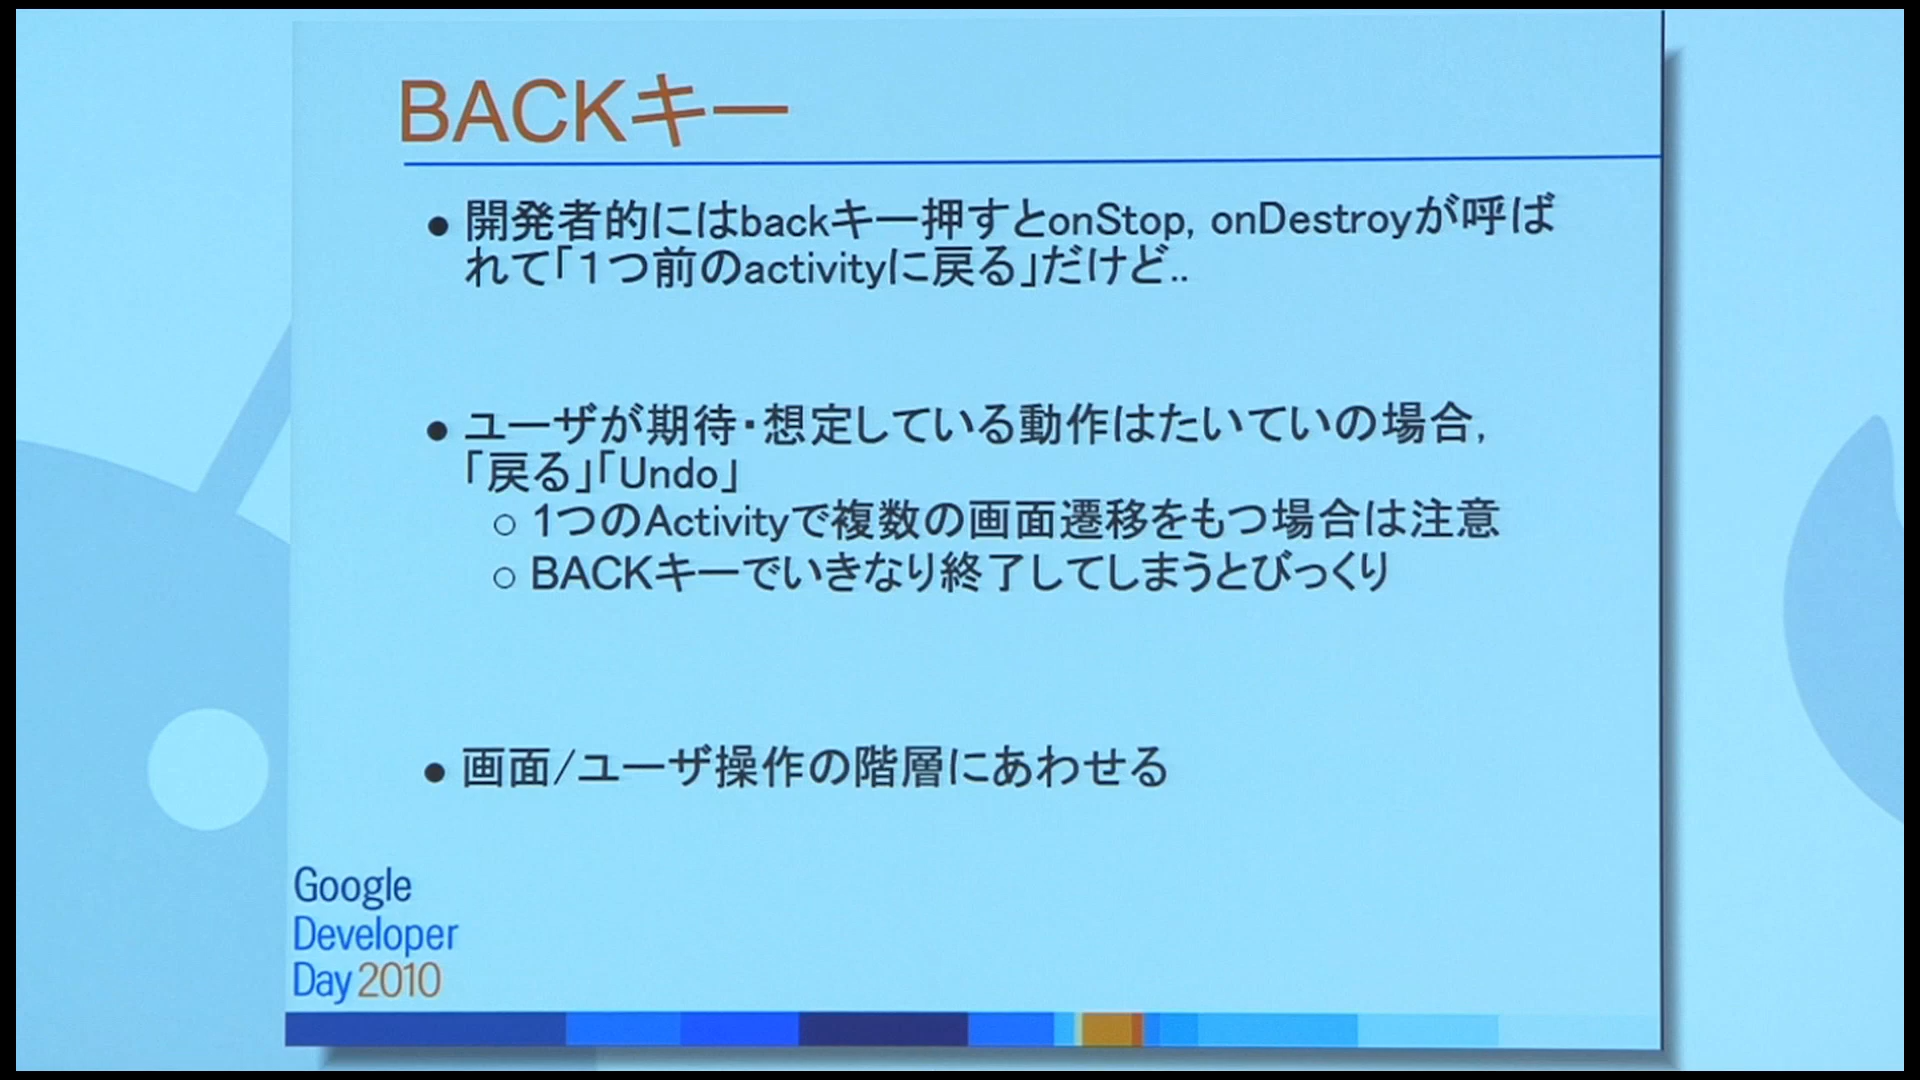 BACKキー
● 開発者的にはbackキー押すとonStop, onDestroyが呼ば
れて「１つ前のactivityに戻る」だけど..
● ユーザが期待・想定している動作はたいていの場合,
「戻る」「Undo」
○ 1つのActivityで複数の画面遷移をもつ場合は注意
○ BACKキーでいきなり終了してしまうとびっくり
● 画面/ユーザ操作の階層にあわせる
Google
Developer
Day2010